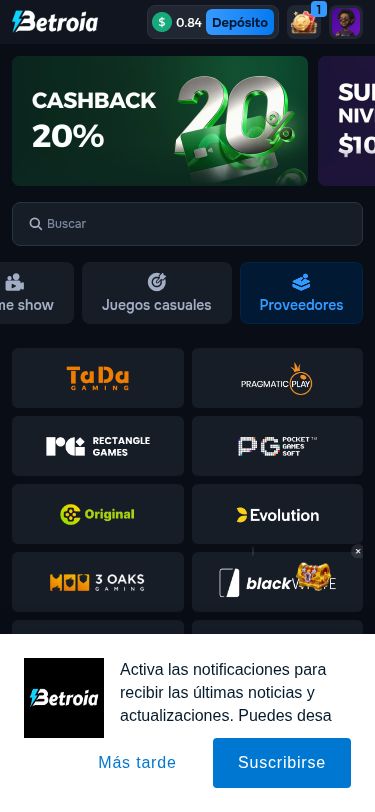 Betroia
$ 0.84 Depósito
1
CASHBACK
20%
20%
SU
NIV
$10
Buscar
me show
Juegos casuales
Proveedores
TaDa
GAMING
PRAGMATIC PLAY
RECTANGLE
GAMES
PG POCKET
GAMES
SOFT
Original
Evolution
3 OAKS
GAMING
black
Betroia
Activa las notificaciones para
recibir las últimas noticias y
actualizaciones. Puedes desa
Más tarde
Suscribirse